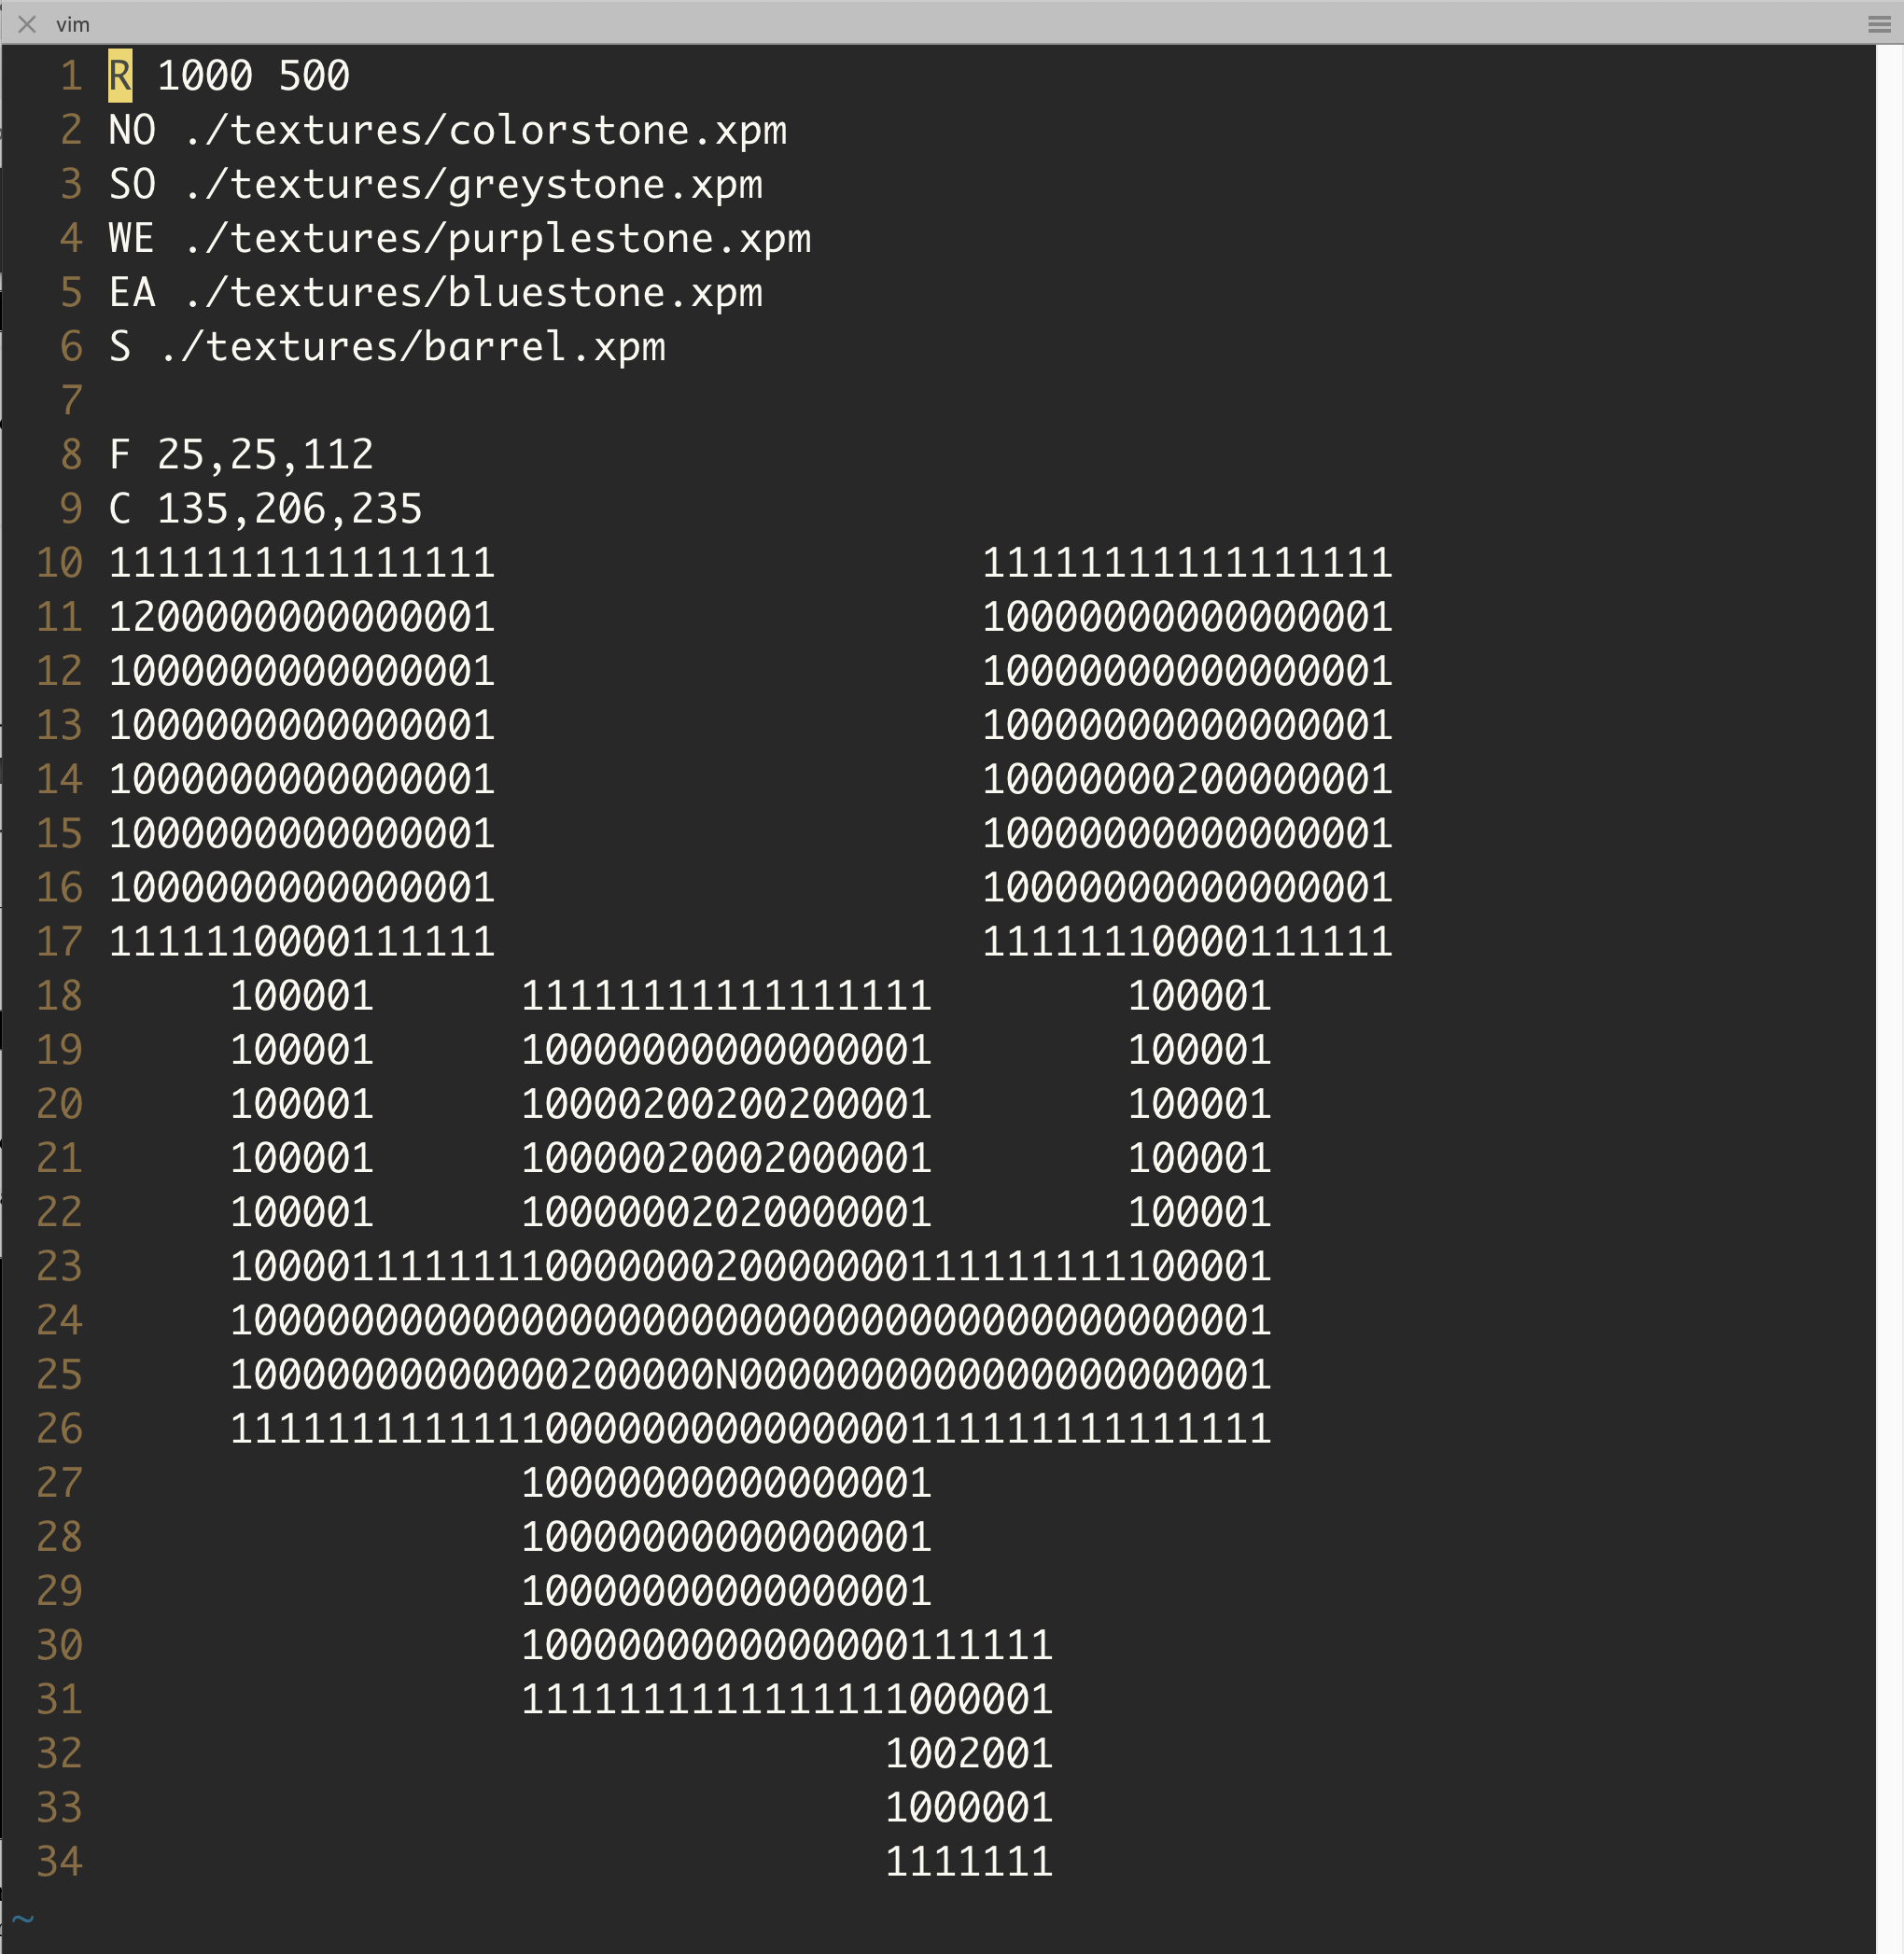 vim
1 R 1000 500
2 NO ./textures/colorstone.xpm
3 SO ./textures/greystone.xpm
4 WE ./textures/purplestone.xpm
5 EA ./textures/bluestone.xpm
6 S ./textures/barrel.xpm
7
8 F 25,25,112
9 C 135,206,235
10 1111111111111111                    11111111111111111
11 1200000000000001                    10000000000000001
12 1000000000000001                    10000000000000001
13 1000000000000001                    10000000000000001
14 1000000000000001                    10000000200000001
15 1000000000000001                    10000000000000001
16 1000000000000001                    10000000000000001
17 1111110000111111                    11111110000111111
18      100001      11111111111111111        100001
19      100001      10000000000000001        100001
20      100001      10000200200200001        100001
21      100001      10000020002000001        100001
22      100001      10000002020000001        100001
23      1000011111111000000020000000111111111100001
24      1000000000000000000000000000000000000000001
25      10000000000000200000N0000000000000000000001
26      1111111111111000000000000000111111111111111
27                  10000000000000001
28                  10000000000000001
29                  10000000000000001
30                  1000000000000000111111
31                  1111111111111111000001
32                                 1002001
33                                 1000001
34                                 1111111
~